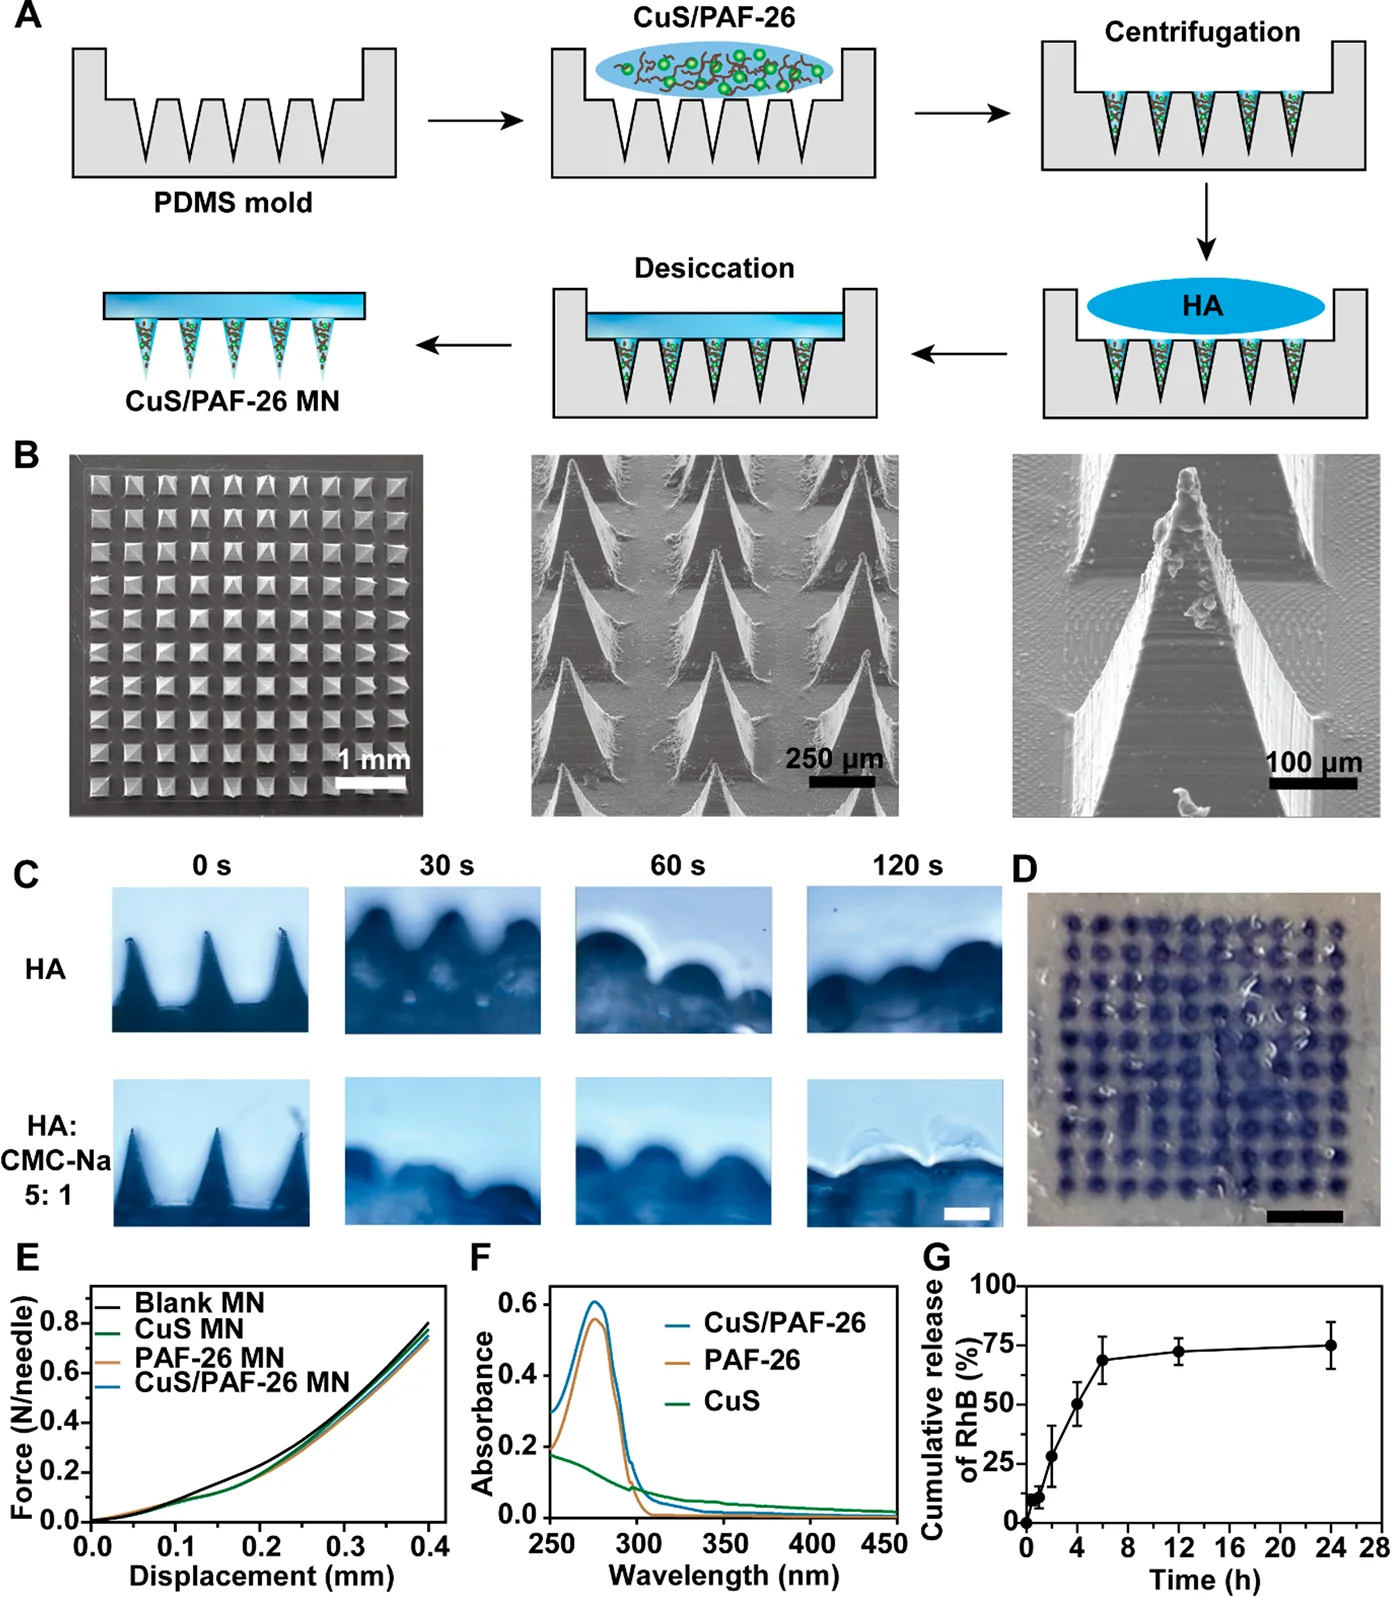 A
CuS/PAF-26
Centrifugation
PDMS mold
Desiccation
HA
CuS/PAF-26 MN
B
1 mm
250 µm
100 µm
C
0 s
30 s
60 s
120 s
D
HA
HA:
CMC-Na
5: 1
E
Force (N/needle)
0.8
0.6
0.4
0.2
0.0
Blank MN
CuS MN
PAF-26 MN
CuS/PAF-26 MN
0.0 0.1 0.2 0.3 0.4
Displacement (mm)
F
Absorbance
0.6
0.4
0.2
0.0
CuS/PAF-26
PAF-26
CuS
250 300 350 400 450
Wavelength (nm)
G
Cumulative release
of RhB (%)
100
75
50
25
0
0 4 8 12 16 20 24 28
Time (h)